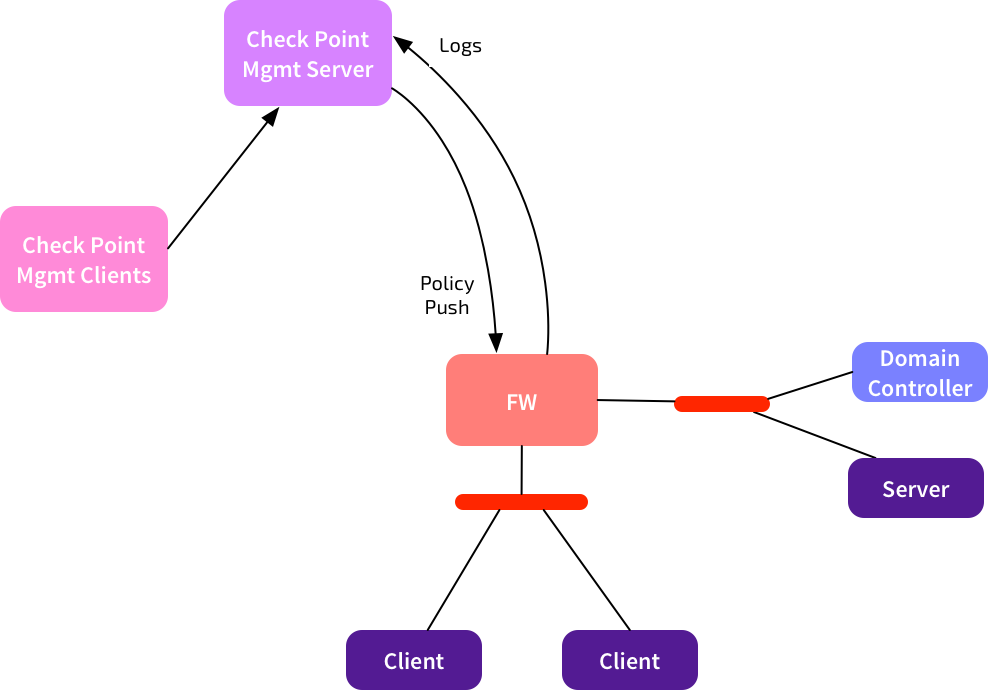 Check Point
Mgmt Server
Logs
Check Point
Mgmt Clients
Policy
Push
FW
Domain
Controller
Server
Client
Client